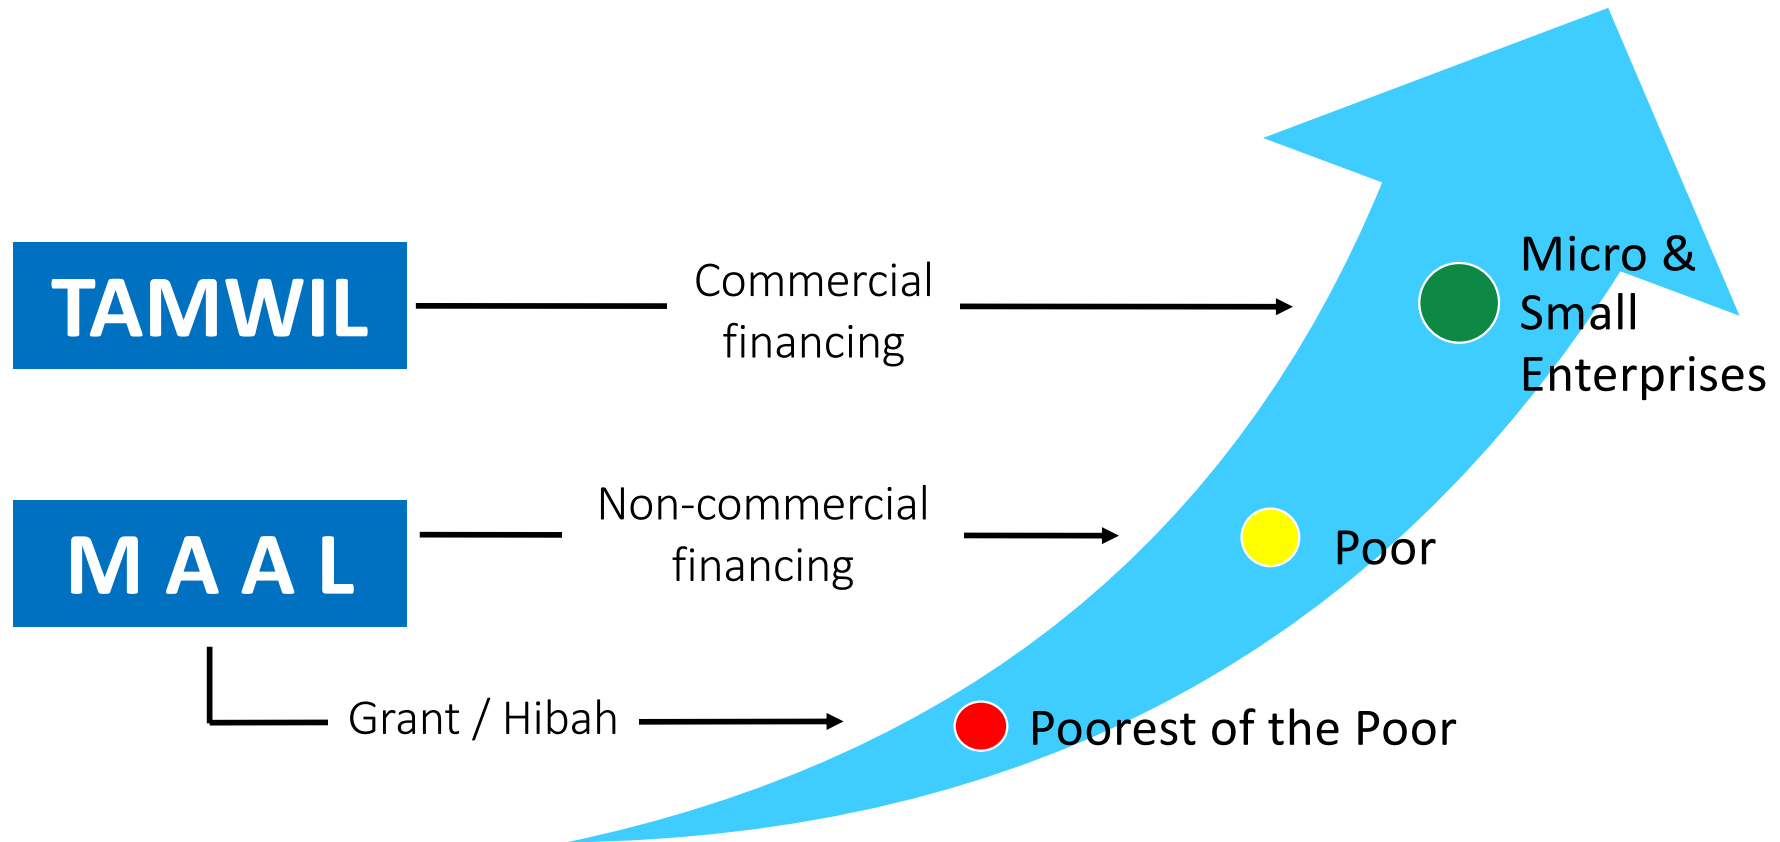 TAMWIL
Commercial
financing
Micro &
Small
Enterprises
M A A L
Non-commercial
financing
Poor
Grant / Hibah
Poorest of the Poor